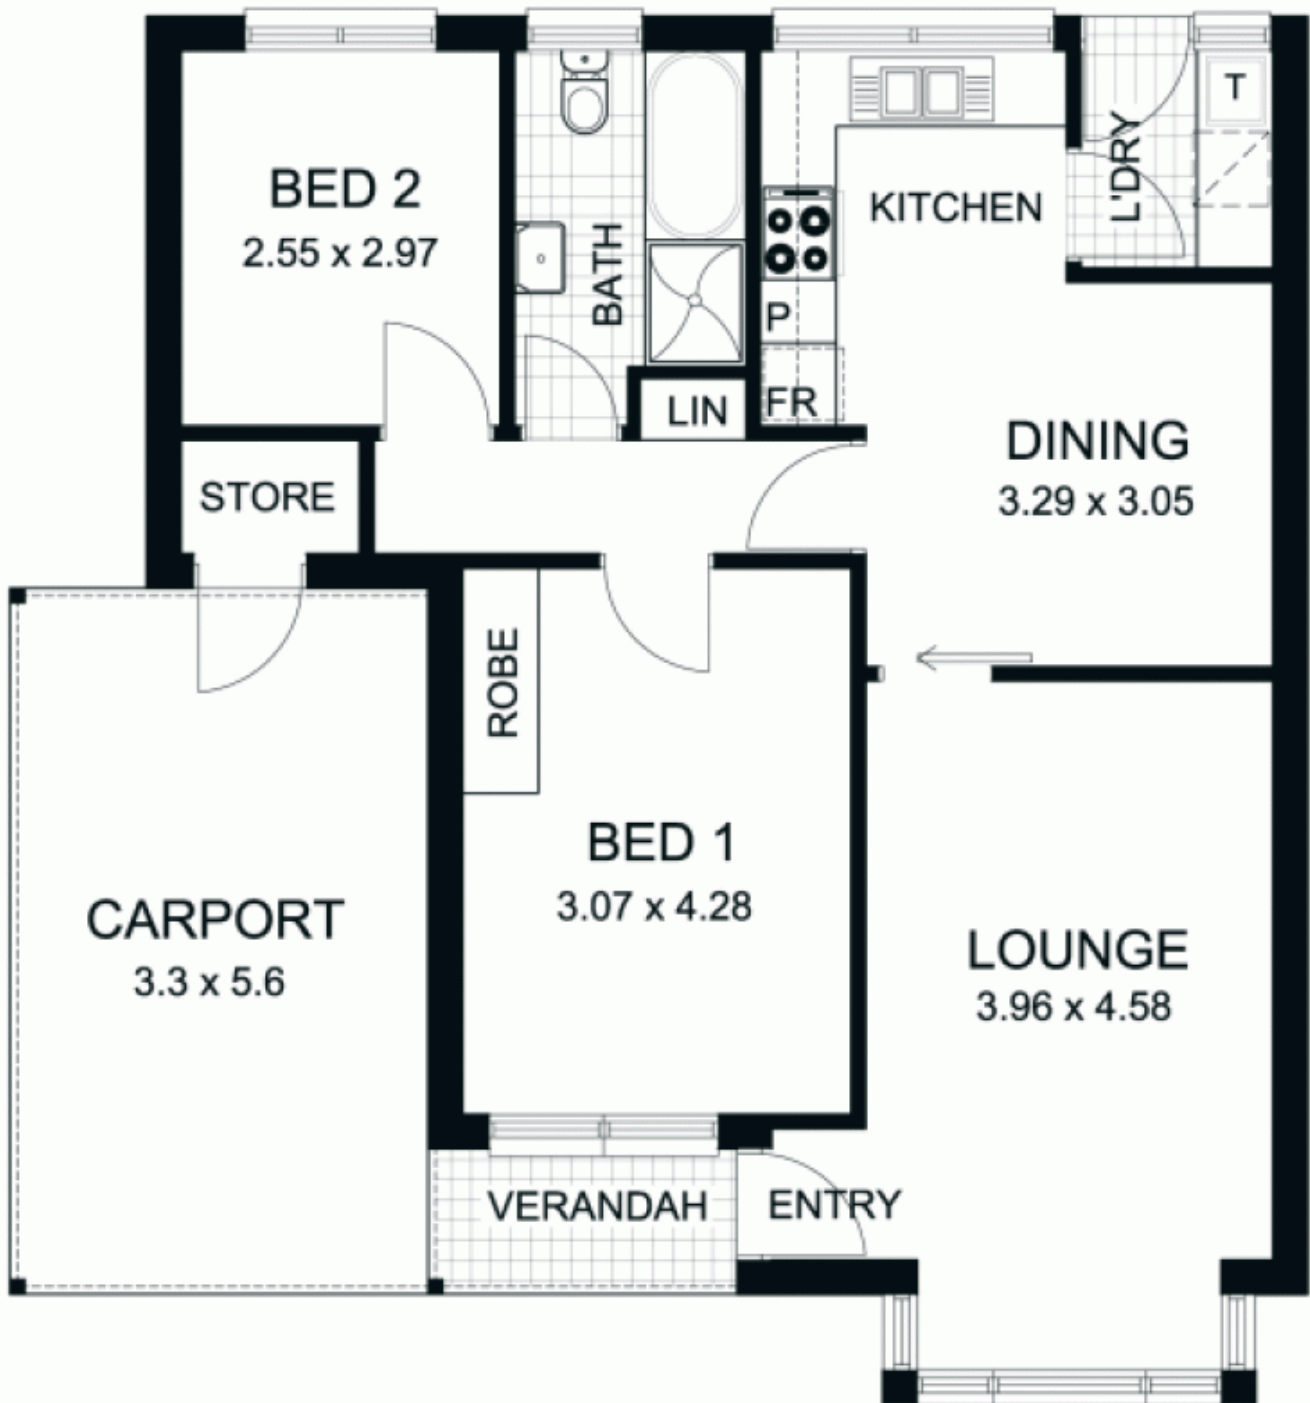 BED 2
2.55 x 2.97
BATH
LIN
KITCHEN
P
FR
L'DRY
T
DINING
3.29 x 3.05
STORE
ROBE
BED 1
3.07 x 4.28
CARPORT
3.3 x 5.6
LOUNGE
3.96 x 4.58
VERANDAH
ENTRY